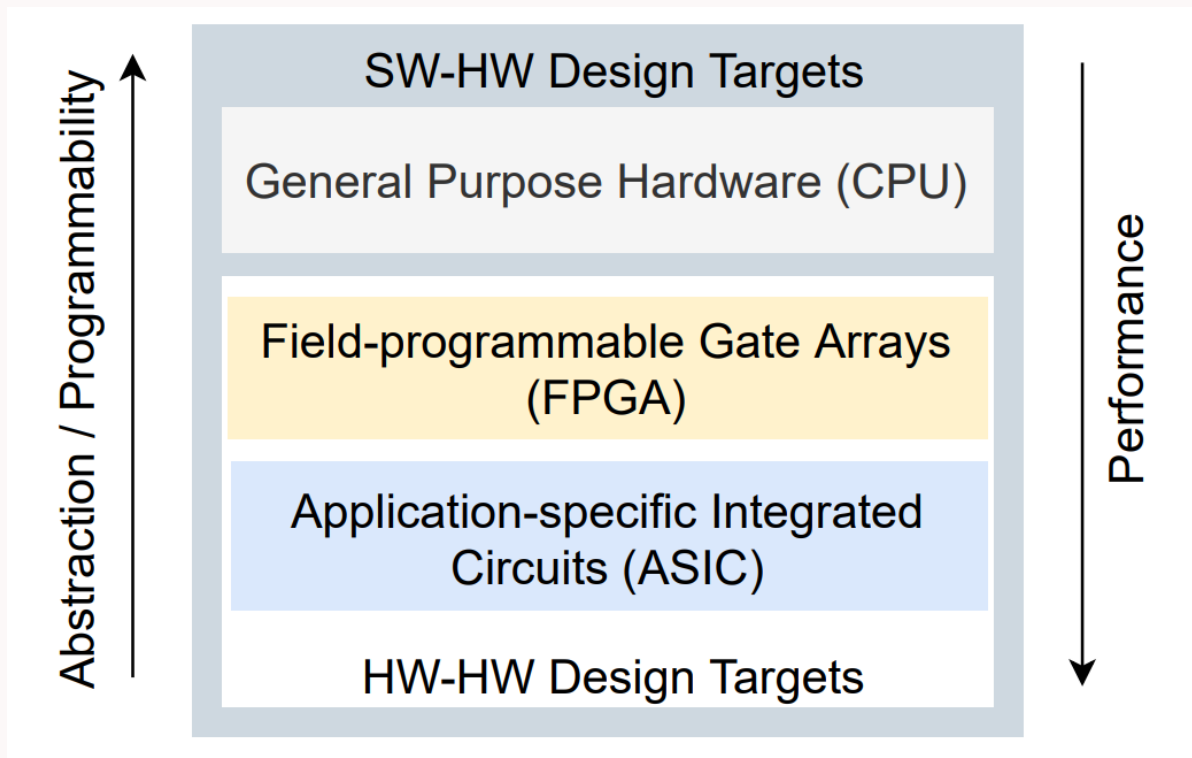 SW-HW Design Targets
General Purpose Hardware (CPU)
Field-programmable Gate Arrays
(FPGA)
Application-specific Integrated
Circuits (ASIC)
HW-HW Design Targets
Abstraction / Programmability
Performance